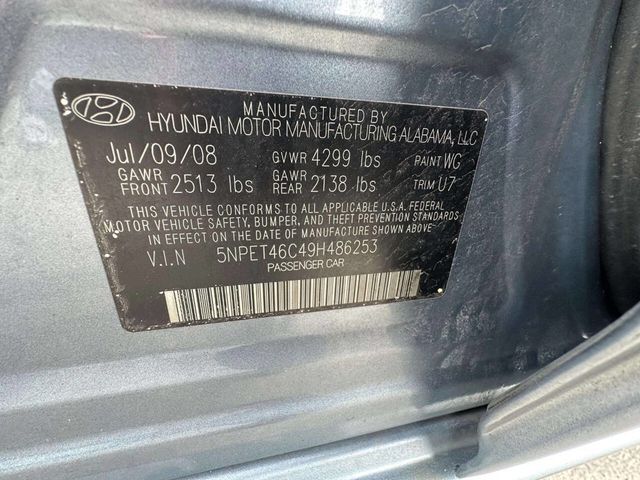 MANUFACTURED BY
HYUNDAI MOTOR MANUFACTURING ALABAMA, LLC
Jul/09/08 GVWR 4299 lbs PAINT WC
GAWR FRONT 2513 lbs GAWR REAR 2138 lbs TRIM U7
THIS VEHICLE CONFORMS TO ALL APPLICABLE U.S.A. FEDERAL
MOTOR VEHICLE SAFETY, BUMPER, AND THEFT PREVENTION STANDARDS
IN EFFECT ON THE DATE OF MANUFACTURE SHOWN ABOVE
V.I.N 5NPET46C49H486253
PASSENGER CAR